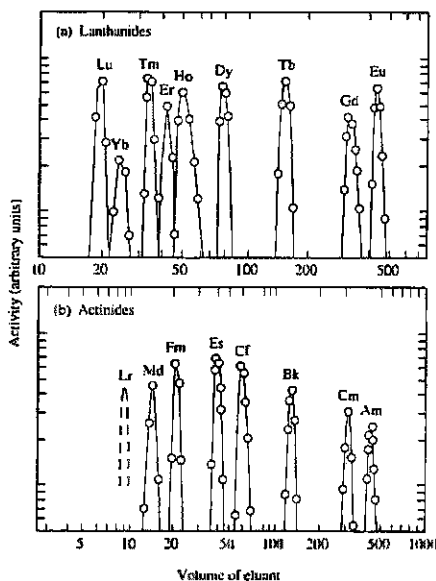 (a) Lanthanides
Lu
Yb
Tm
Er
Ho
Dy
Tb
Gd
Eu
10
20
50
100
200
500
Activity (arbitrary units)
(b) Actinides
Lr
Md
Fm
Es
Cf
Bk
Cm
Am
5
10
20
50
100
200
500
1000
Volume of eluant